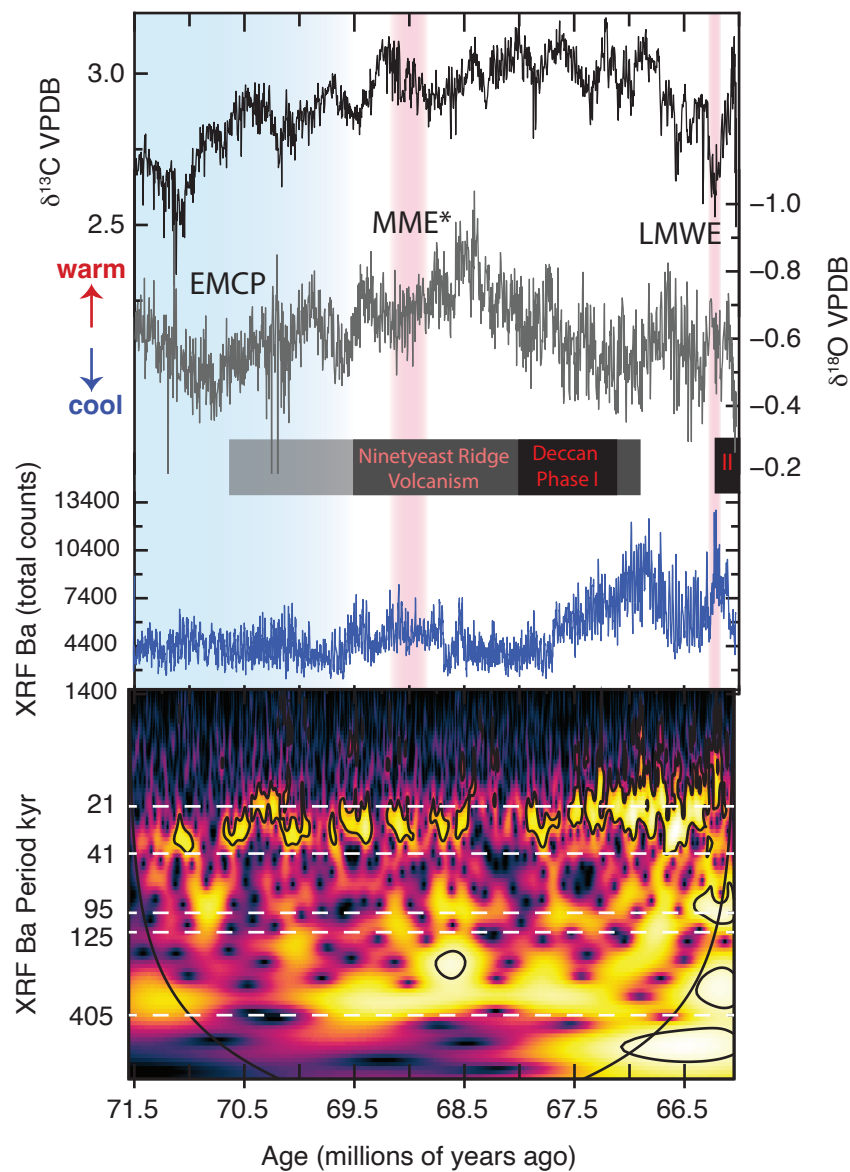 3.0
δ13C VPDB
2.5
−1.0
MME*
LMWE
warm
EMCP
−0.8
δ18O VPDB
−0.6
cool
−0.4
Ninetyeast Ridge
Volcanism
Deccan
Phase I
II
−0.2
XRF Ba (total counts)
13400
10400
7400
4400
1400
XRF Ba Period kyr
21
41
95
125
405
71.5 70.5 69.5 68.5 67.5 66.5
Age (millions of years ago)